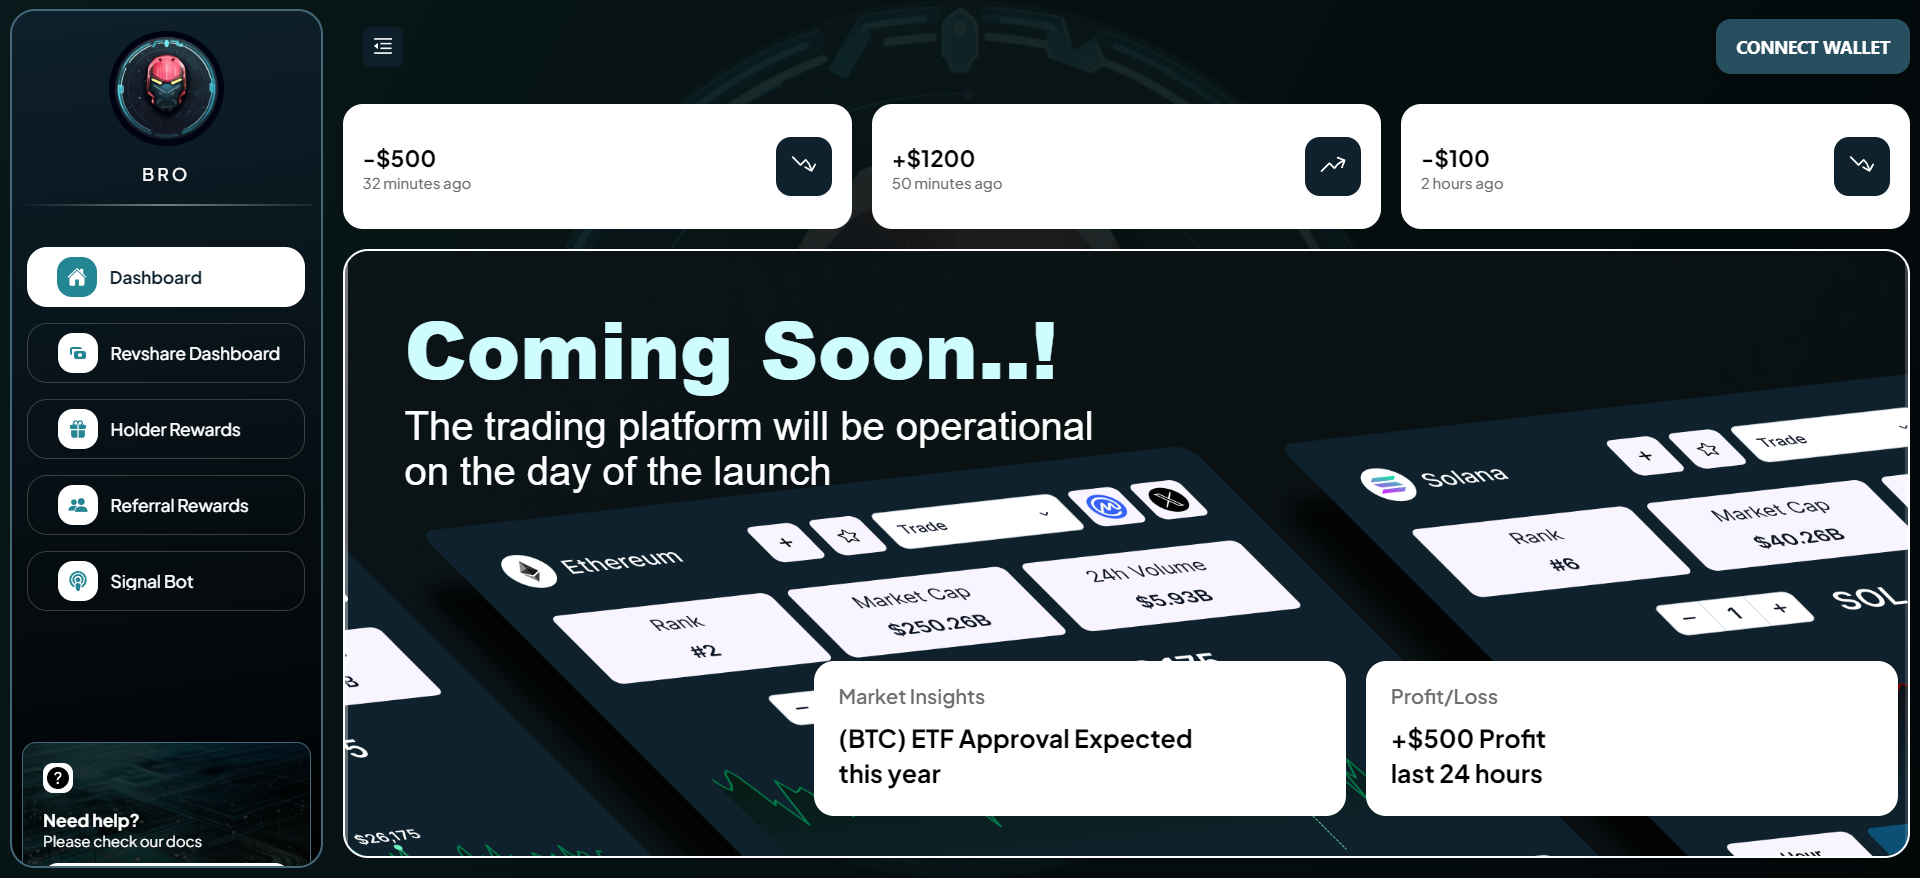 BRO
Dashboard
Revshare Dashboard
Holder Rewards
Referral Rewards
Signal Bot
Need help?
Please check our docs
CONNECT WALLET
-$500
32 minutes ago
+$1200
50 minutes ago
-$100
2 hours ago
Coming Soon..!
The trading platform will be operational
on the day of the launch
Ethereum
+
Trade
Rank
#2
Market Cap
$250.26B
24h Volume
$5.93B
−
Solana
+
Trade
Rank
#6
Market Cap
$40.26B
− 1 +
SOL
B
5
$26,175
Market Insights
(BTC) ETF Approval Expected
this year
Profit/Loss
+$500 Profit
last 24 hours
Hour